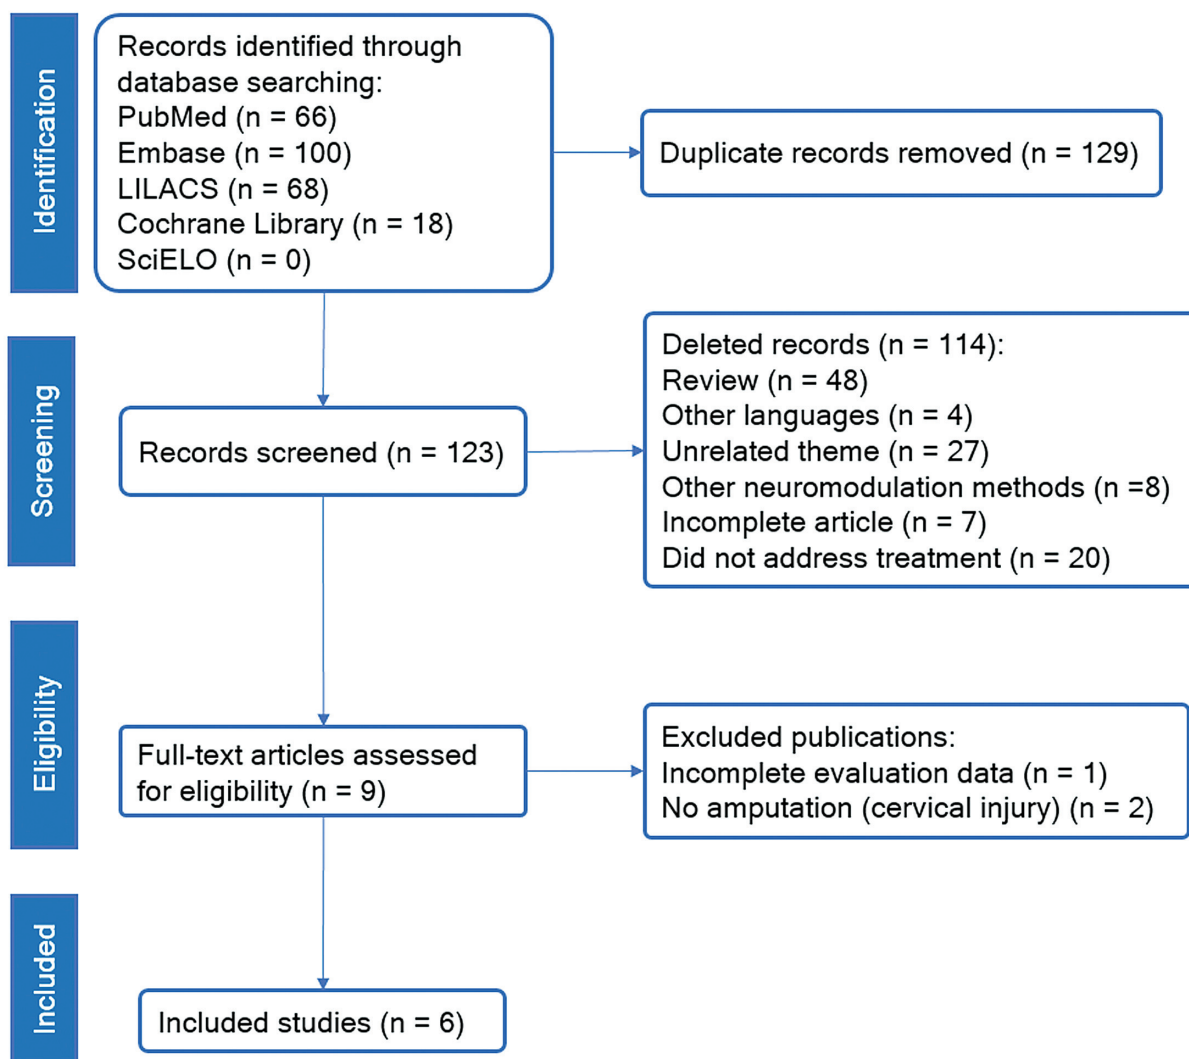 Identification
Records identified through
database searching:
PubMed (n = 66)
Embase (n = 100)
LILACS (n = 68)
Cochrane Library (n = 18)
SciELO (n = 0)
Duplicate records removed (n = 129)
Screening
Records screened (n = 123)
Deleted records (n = 114):
Review (n = 48)
Other languages (n = 4)
Unrelated theme (n = 27)
Other neuromodulation methods (n =8)
Incomplete article (n = 7)
Did not address treatment (n = 20)
Eligibility
Full-text articles assessed
for eligibility (n = 9)
Excluded publications:
Incomplete evaluation data (n = 1)
No amputation (cervical injury) (n = 2)
Included
Included studies (n = 6)